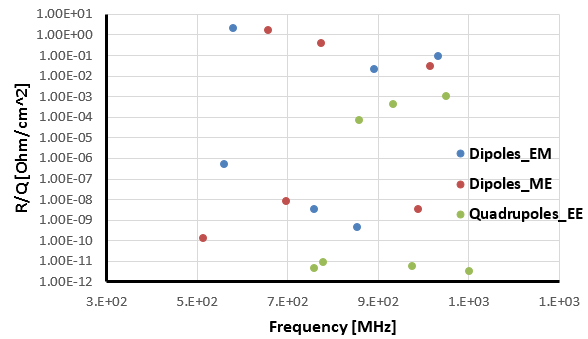 1.00E+01
1.00E+00
1.00E-01
1.00E-02
1.00E-03
1.00E-04
1.00E-05
1.00E-06
1.00E-07
1.00E-08
1.00E-09
1.00E-10
1.00E-11
1.00E-12
R/Q [Ohm/cm^2]
Dipoles_EM
Dipoles_ME
Quadrupoles_EE
3.E+02 5.E+02 7.E+02 9.E+02 1.E+03 1.E+03
Frequency [MHz]